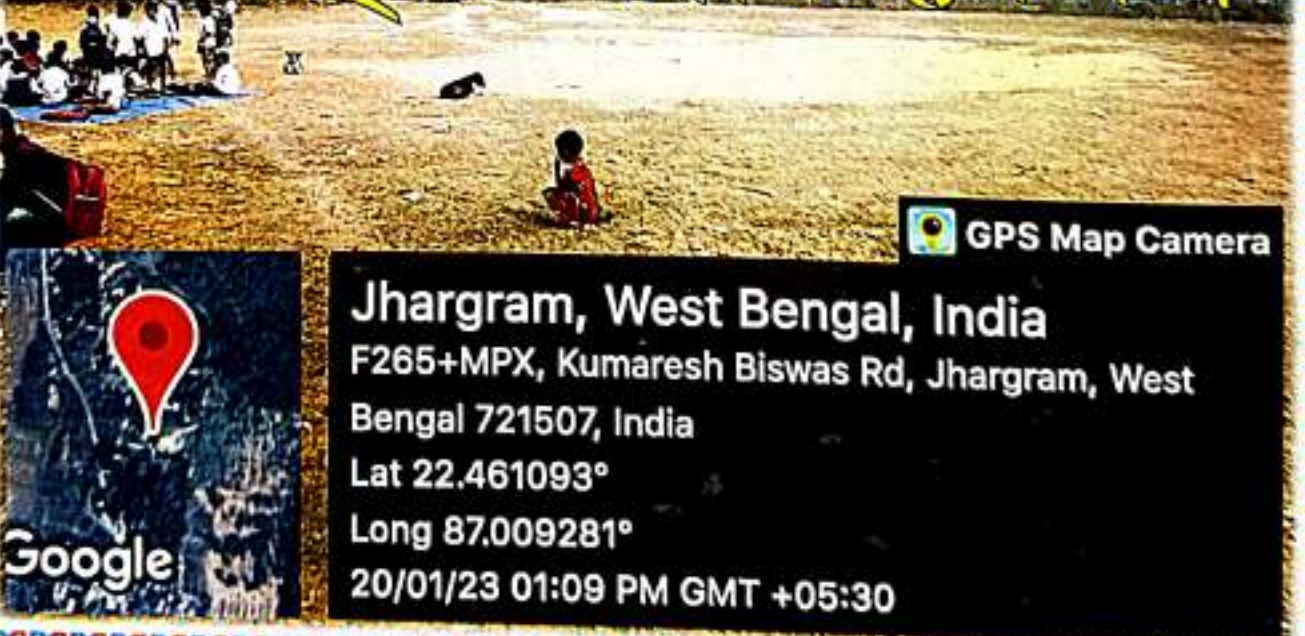 GPS Map Camera
Jhargram, West Bengal, India
F265+MPX, Kumaresh Biswas Rd, Jhargram, West
Bengal 721507, India
Lat 22.461093°
Long 87.009281°
20/01/23 01:09 PM GMT +05:30
Google